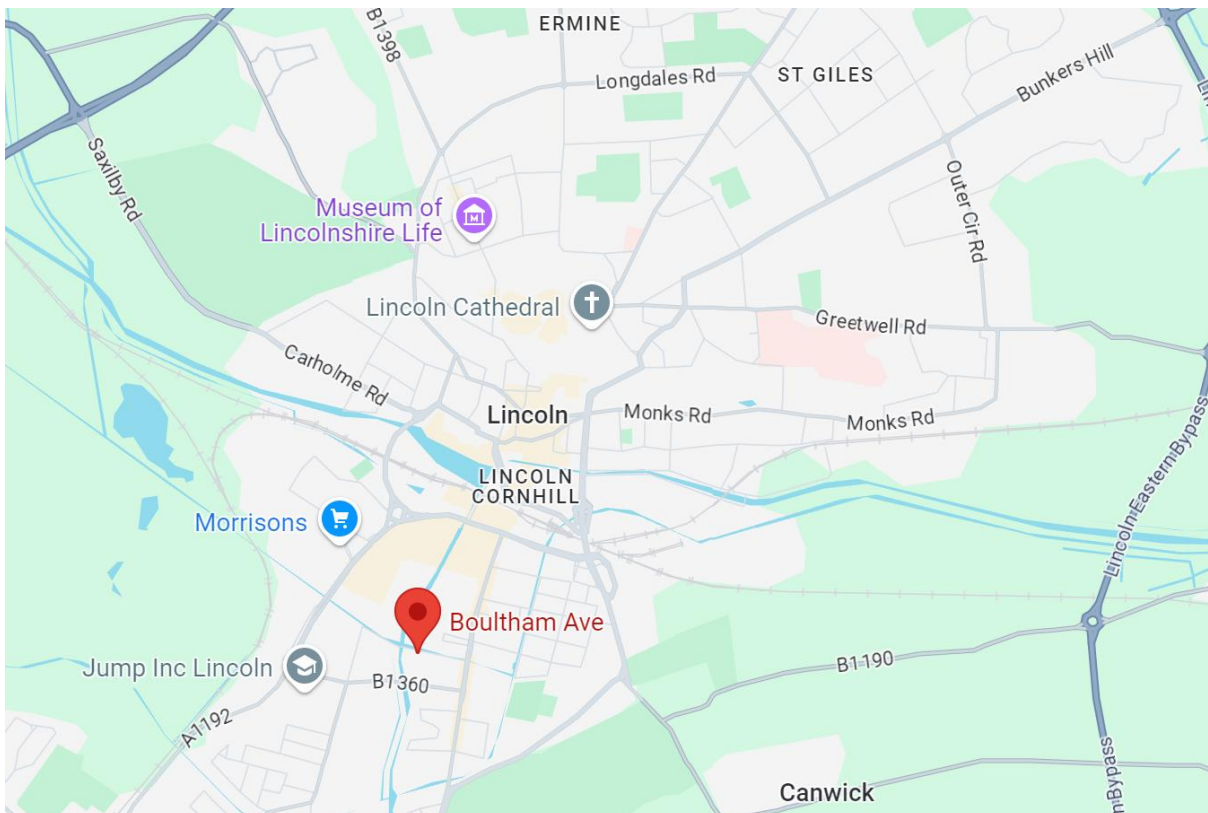 ERMINE
B1398
Longdales Rd
ST GILES
Bunkers Hill
Saxilby Rd
Outer Cir Rd
Museum of
Lincolnshire Life
M
Lincoln Cathedral
Greetwell Rd
Carholme Rd
Lincoln
Monks Rd
Monks Rd
LINCOLN
CORNHILL
Morrisons
Lincoln Eastern Bypass
Boultham Ave
Jump Inc Lincoln
B1360
B1190
A1192
Canwick
Bypass